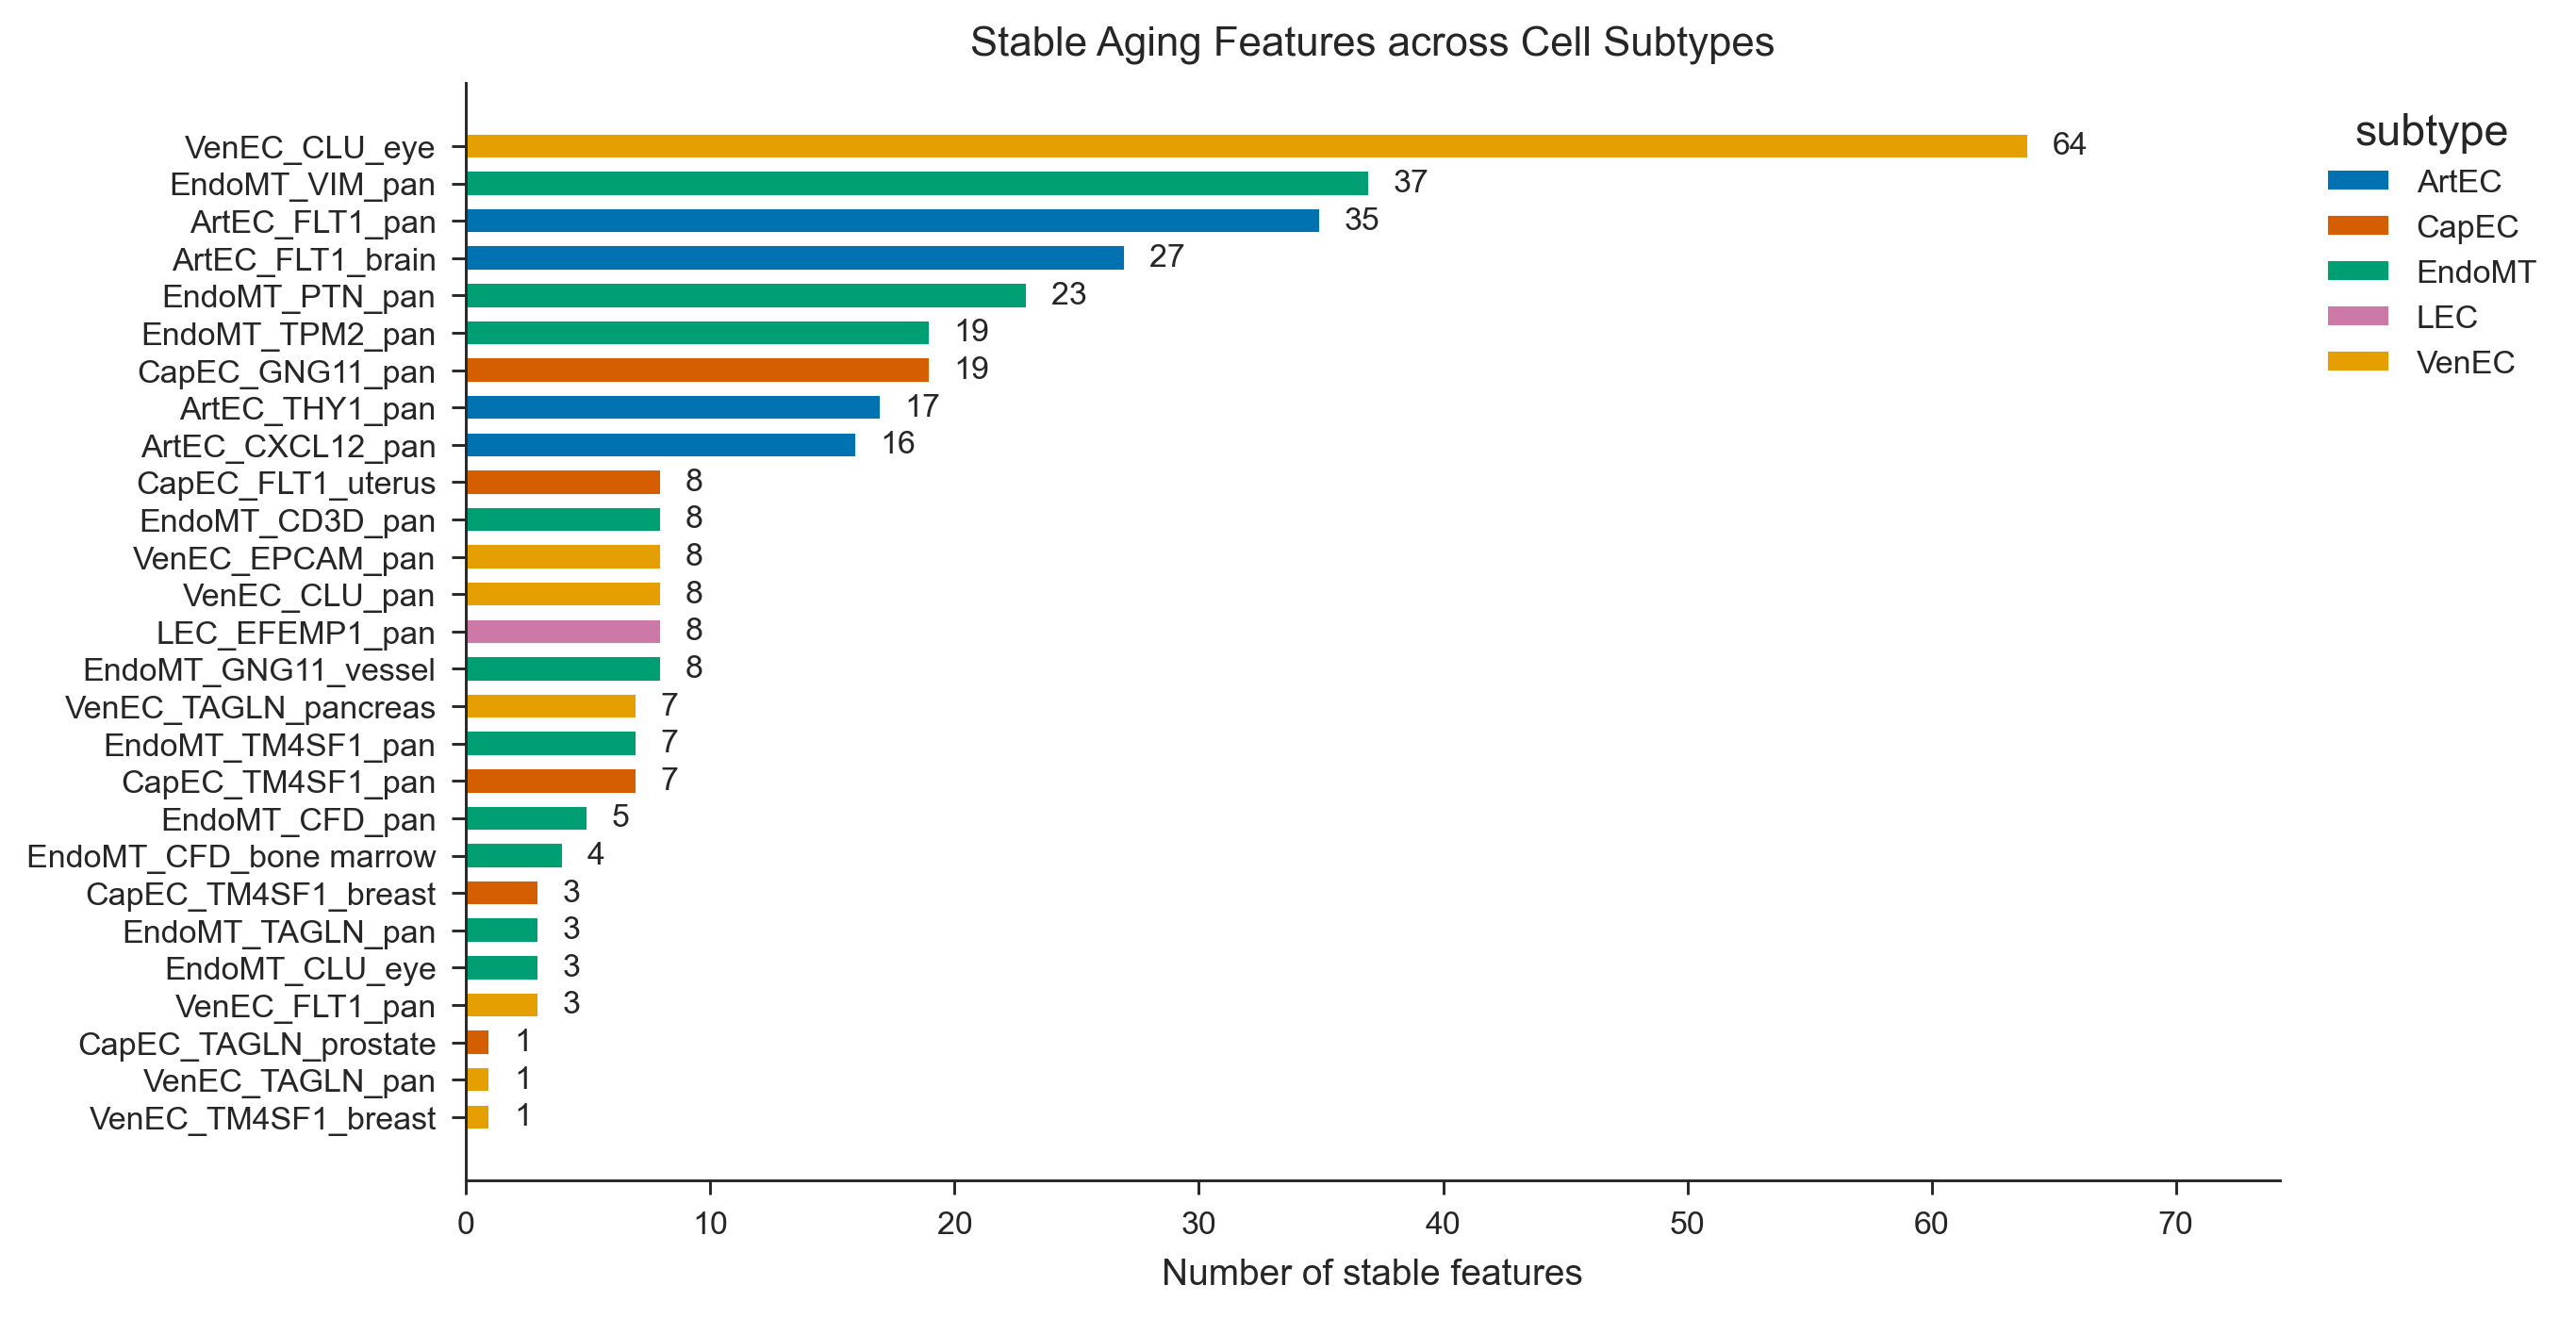 Stable Aging Features across Cell Subtypes
VenEC_CLU_eye 64
EndoMT_VIM_pan 37
ArtEC_FLT1_pan 35
ArtEC_FLT1_brain 27
EndoMT_PTN_pan 23
EndoMT_TPM2_pan 19
CapEC_GNG11_pan 19
ArtEC_THY1_pan 17
ArtEC_CXCL12_pan 16
CapEC_FLT1_uterus 8
EndoMT_CD3D_pan 8
VenEC_EPCAM_pan 8
VenEC_CLU_pan 8
LEC_EFEMP1_pan 8
EndoMT_GNG11_vessel 8
VenEC_TAGLN_pancreas 7
EndoMT_TM4SF1_pan 7
CapEC_TM4SF1_pan 7
EndoMT_CFD_pan 5
EndoMT_CFD_bone marrow 4
CapEC_TM4SF1_breast 3
EndoMT_TAGLN_pan 3
EndoMT_CLU_eye 3
VenEC_FLT1_pan 3
CapEC_TAGLN_prostate 1
VenEC_TAGLN_pan 1
VenEC_TM4SF1_breast 1
0 10 20 30 40 50 60 70
Number of stable features
subtype
ArtEC
CapEC
EndoMT
LEC
VenEC